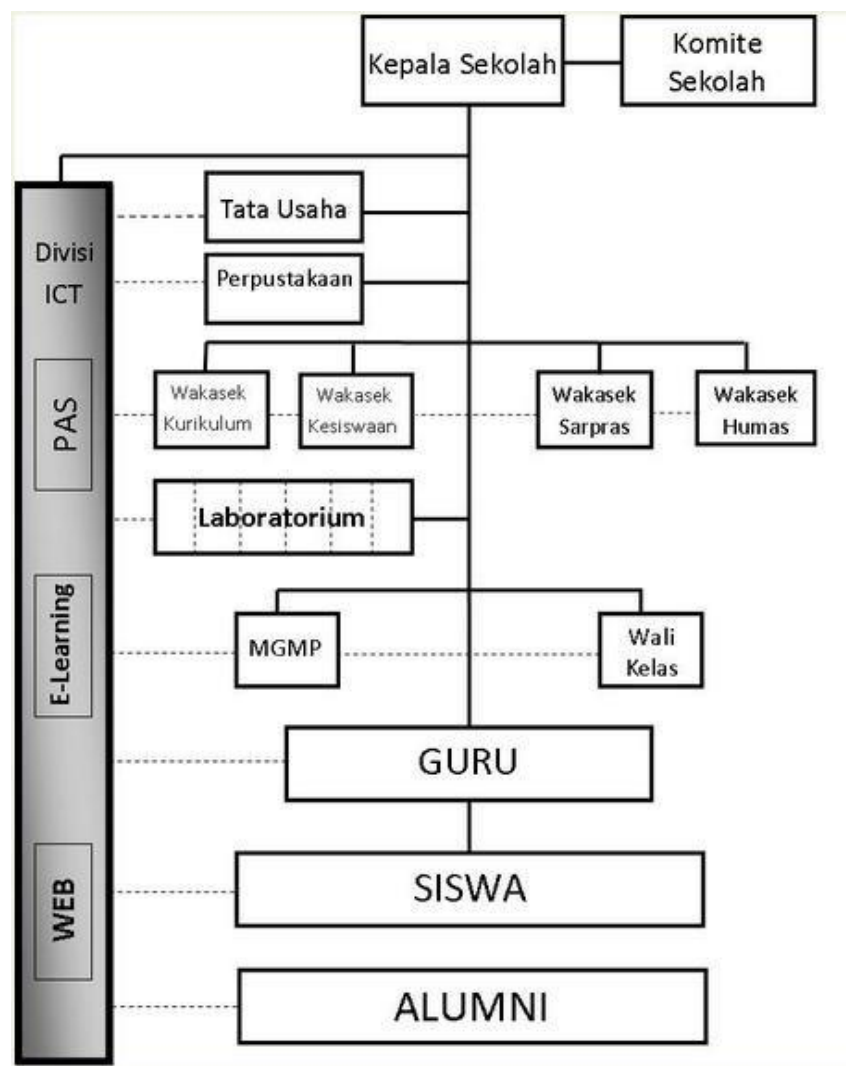 Kepala Sekolah
Komite
Sekolah
Tata Usaha
Divisi
ICT
Perpustakaan
PAS
Wakasek
Kurikulum
Wakasek
Kesiswaan
Wakasek
Sarpras
Wakasek
Humas
Laboratorium
E-Learning
MGMP
Wali
Kelas
GURU
WEB
SISWA
ALUMNI